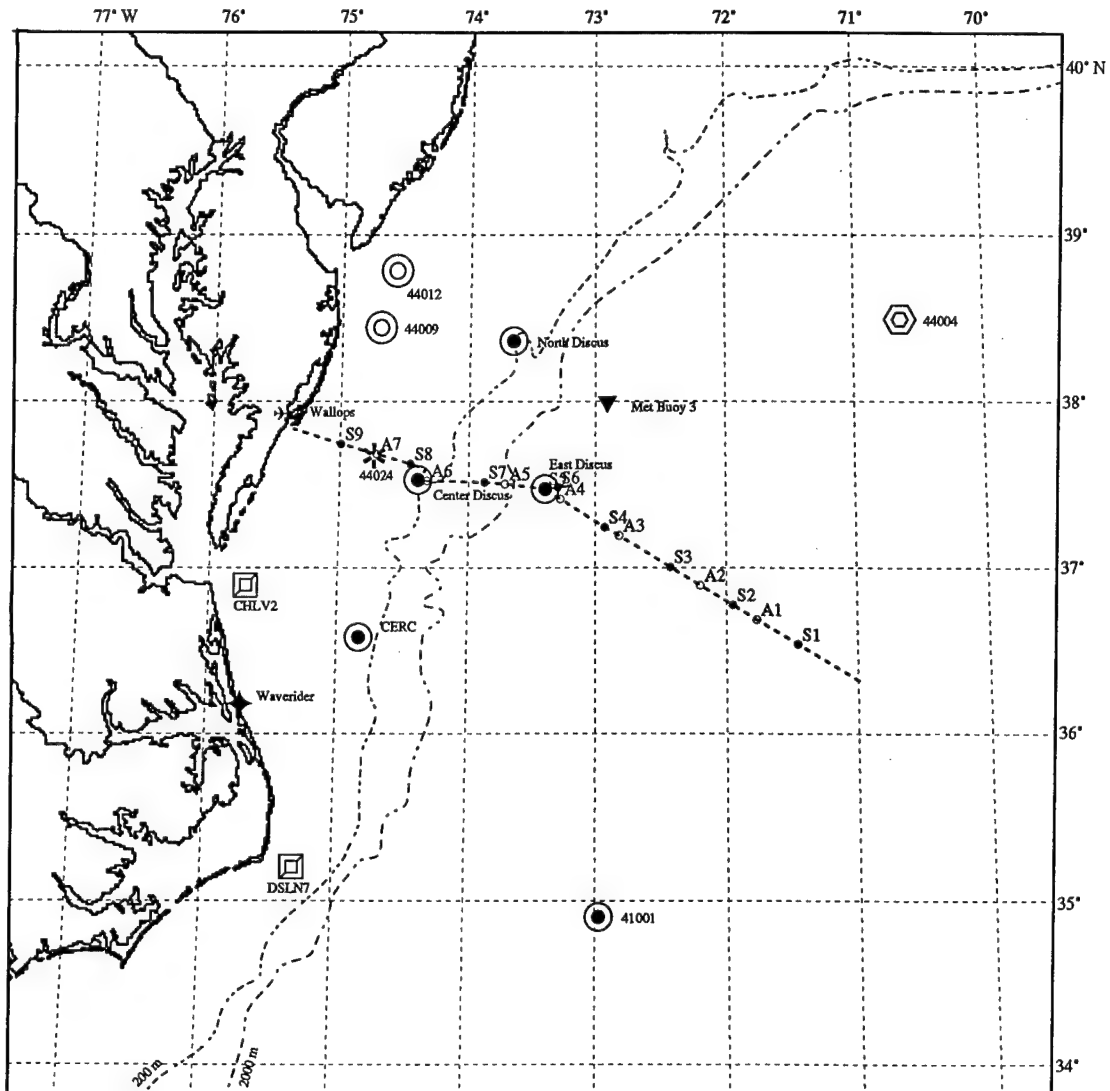 77° W 76° 75° 74° 73° 72° 71° 70°
40° N
39°
44012
44009
44004
North Discus
38°
Met Buoy 3
Wallops
S9
A7
44024
S8
A6
Center Discus
S7
A5
East Discus
S6
A4
S4
A3
37°
S3
A2
S2
A1
S1
CHLV2
CERC
Waverider
36°
DSLN7
35°
41001
34°
200 m
2000 m